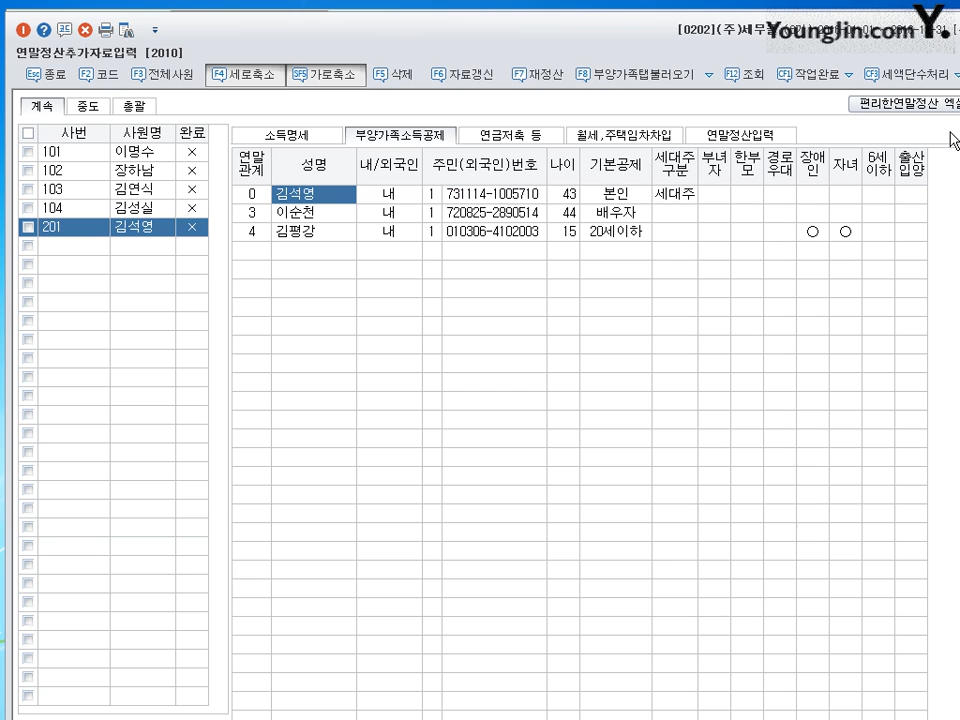 [0202](주)세무
Younglin.com Y.
연말정산추가자료입력 [2010]
Esc 종료 F2 코드 F3 전체사원 F4 세로축소 SF5 가로축소 F5 삭제 F6 자료갱신 F7 재정산 F8 부양가족탭불러오기 F12 조회 CF1 작업완료 CF3 세액단수처리
계속 중도 총괄 편리한연말정산
사번 사원명 완료
101 이명수 ×
102 장하남 ×
103 김연식 ×
104 김성실 ×
201 김석영 ×
소득명세 부양가족소득공제 연금저축 등 월세,주택임차차입 연말정산입력
연말관계 성명 내/외국인 주민(외국인)번호 나이 기본공제 세대주구분 부녀자 한부모 경로우대 장애인 자녀 6세이하 출산입양
0 김석영 내 1 731114-1005710 43 본인 세대주
3 이순천 내 1 720825-2890514 44 배우자
4 김평강 내 1 010306-4102003 15 20세이하 ○ ○